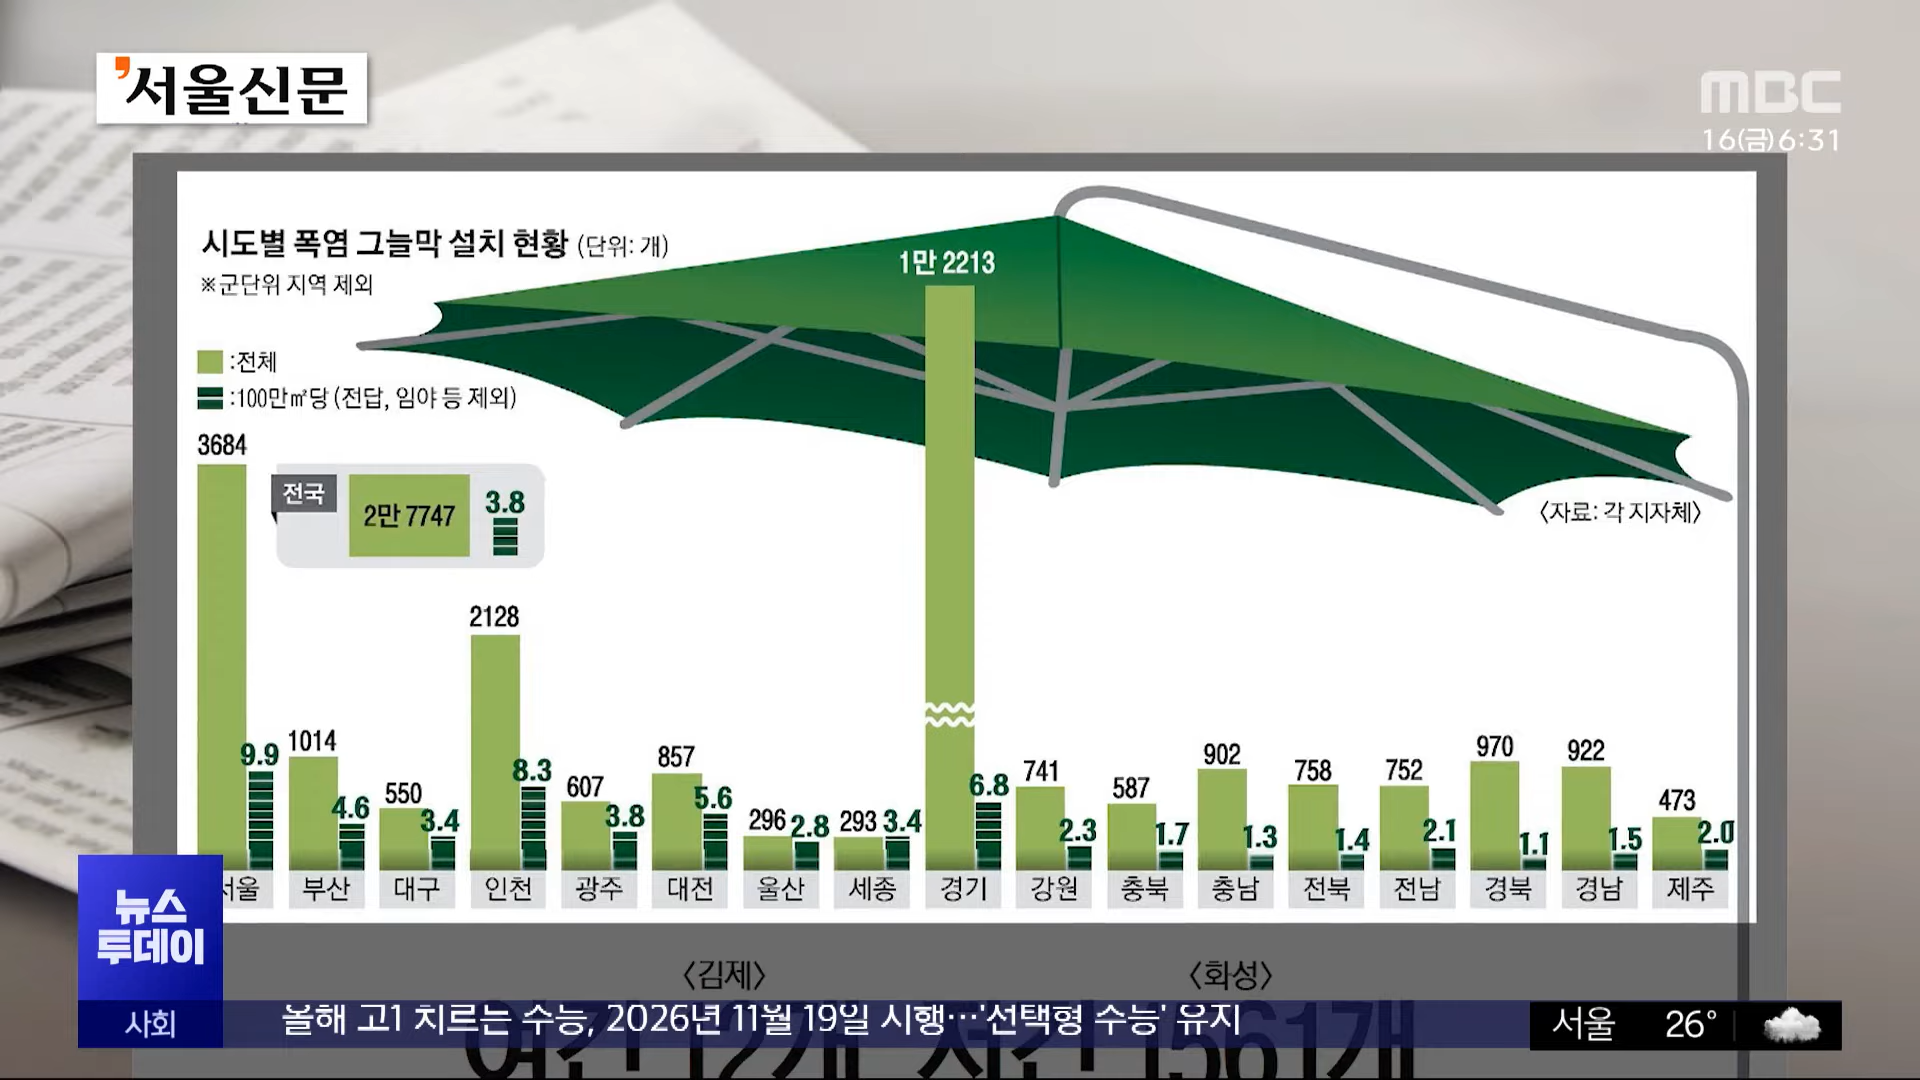 서울신문
MBC
16(금)6:31
시도별 폭염 그늘막 설치 현황 (단위: 개)
※군단위 지역 제외
1만 2213
:전체
:100만㎡당 (전답, 임야 등 제외)
3684
전국
2만 7747
3.8
〈자료: 각 지자체〉
2128
9.9
1014
4.6
550
3.4
8.3
607
3.8
857
5.6
296
2.8
293
3.4
6.8
741
2.3
587
1.7
902
1.3
758
1.4
752
2.1
970
1.1
922
1.5
473
2.0
서울 부산 대구 인천 광주 대전 울산 세종 경기 강원 충북 충남 전북 전남 경북 경남 제주
뉴스
투데이
〈김제〉 〈화성〉
사회
올해 고1 치르는 수능, 2026년 11월 19일 시행…'선택형 수능' 유지
서울 26°
1561개